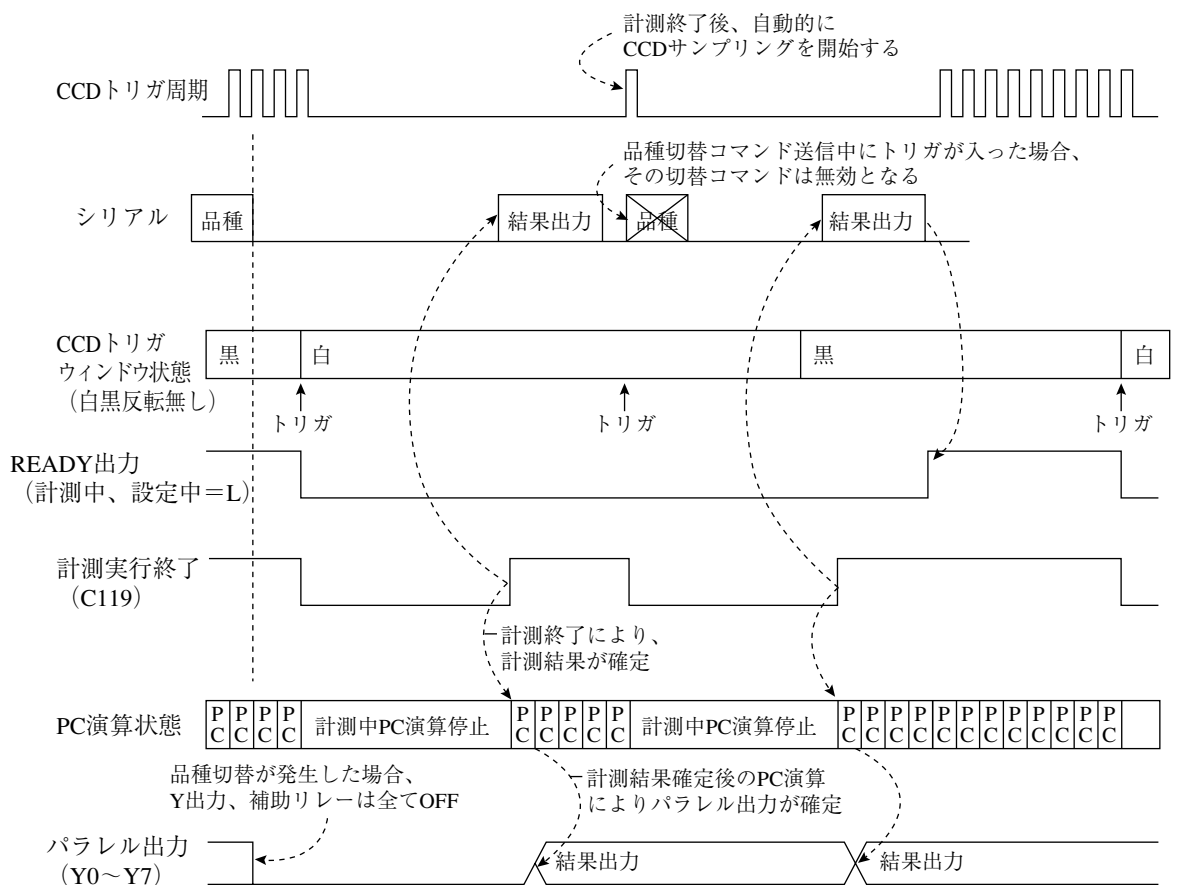 計測終了後、自動的に
CCDサンプリングを開始する
CCDトリガ周期
品種切替コマンド送信中にトリガが入った場合、
その切替コマンドは無効となる
シリアル
品種
結果出力
品種
結果出力
CCDトリガ
ウィンドウ状態
（白黒反転無し）
黒
白
黒
白
トリガ
トリガ
トリガ
READY出力
（計測中、設定中＝L）
計測実行終了
（C119）
計測終了により、
計測結果が確定
PC演算状態
PC PC PC PC 計測中PC演算停止 PC PC PC PC PC 計測中PC演算停止 PC PC PC PC PC PC PC PC PC PC PC PC
品種切替が発生した場合、
Y出力、補助リレーは全てOFF
計測結果確定後のPC演算
によりパラレル出力が確定
パラレル出力
（Y0～Y7）
結果出力
結果出力